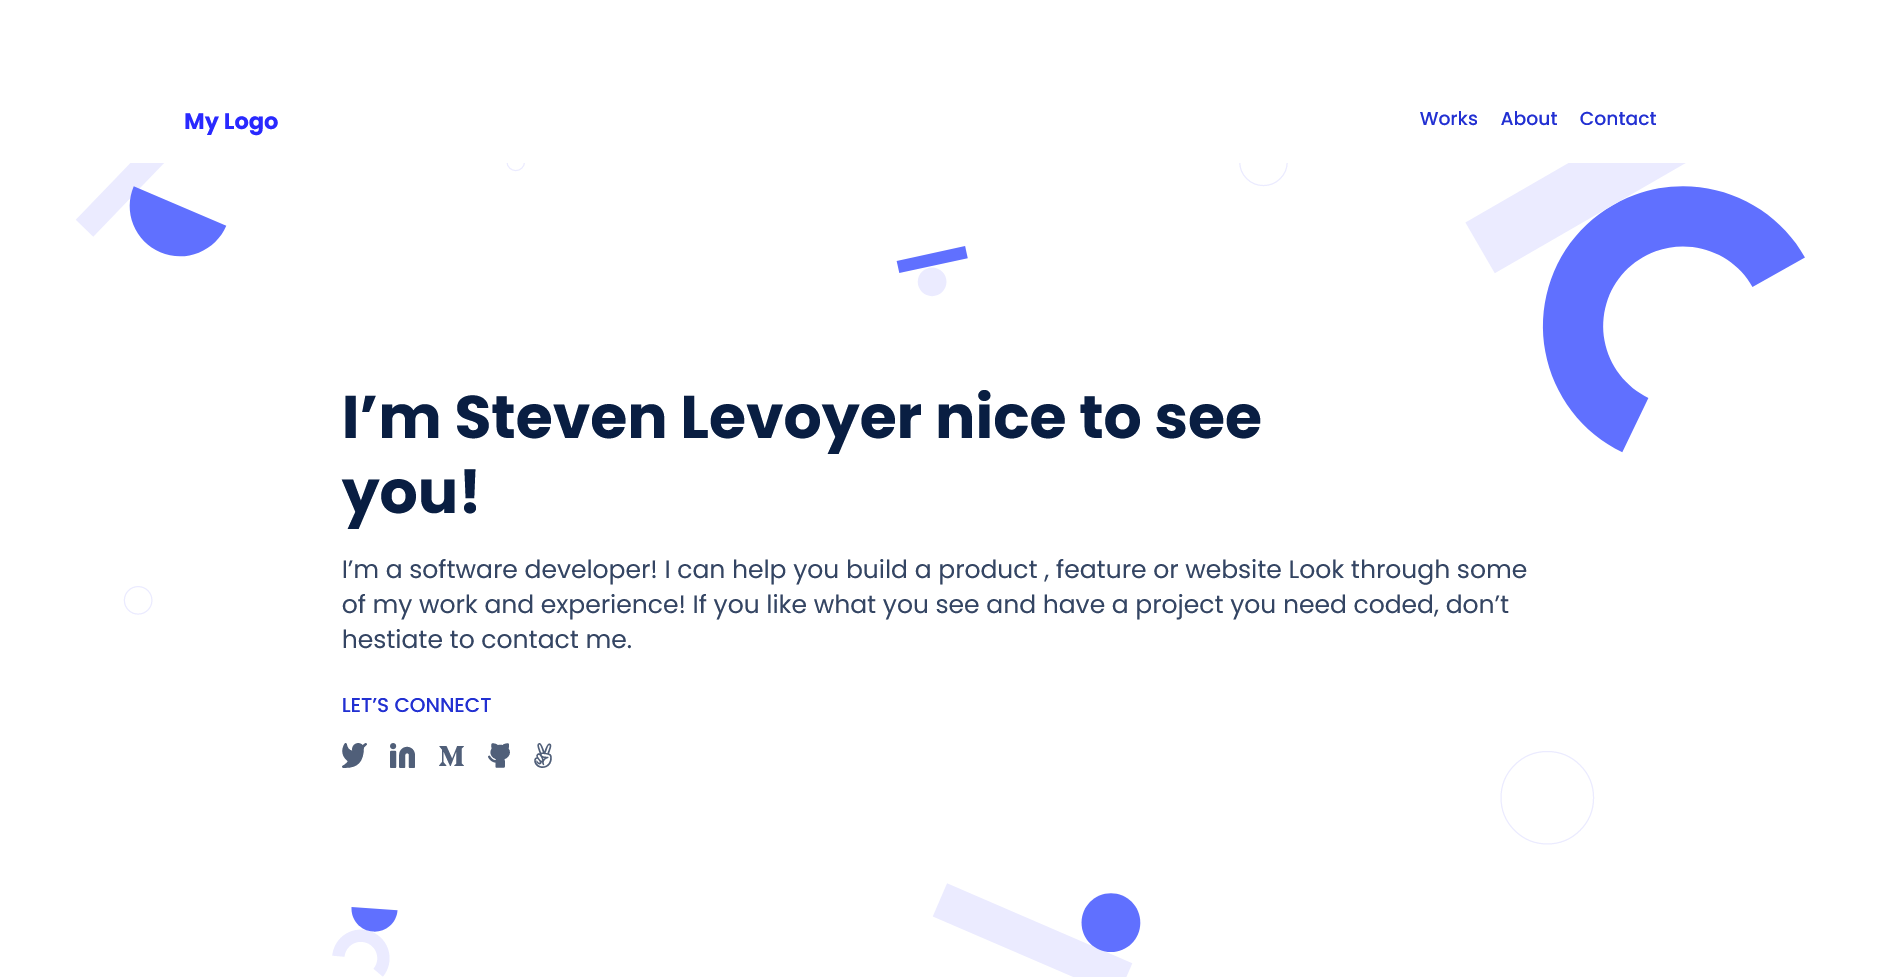 My Logo
Works About Contact
I’m Steven Levoyer nice to see
you!
I’m a software developer! I can help you build a product , feature or website Look through some
of my work and experience! If you like what you see and have a project you need coded, don’t
hestiate to contact me.
LET’S CONNECT